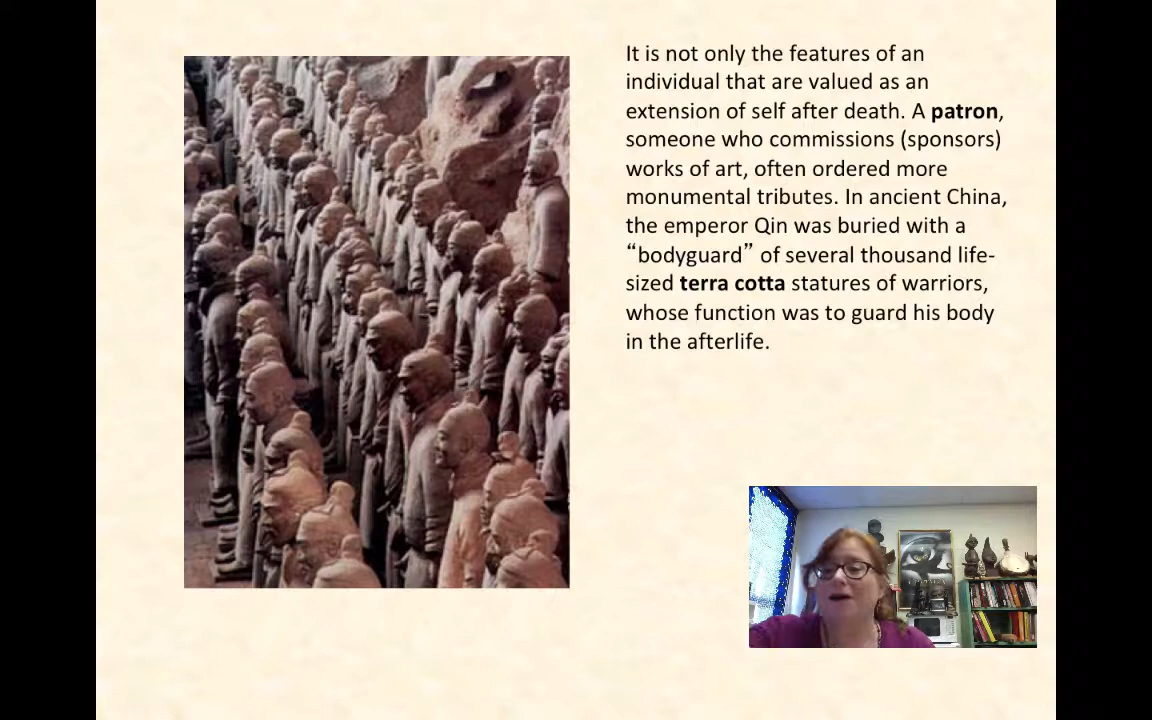 It is not only the features of an
individual that are valued as an
extension of self after death. A patron,
someone who commissions (sponsors)
works of art, often ordered more
monumental tributes. In ancient China,
the emperor Qin was buried with a
“bodyguard” of several thousand life-
sized terra cotta statures of warriors,
whose function was to guard his body
in the afterlife.